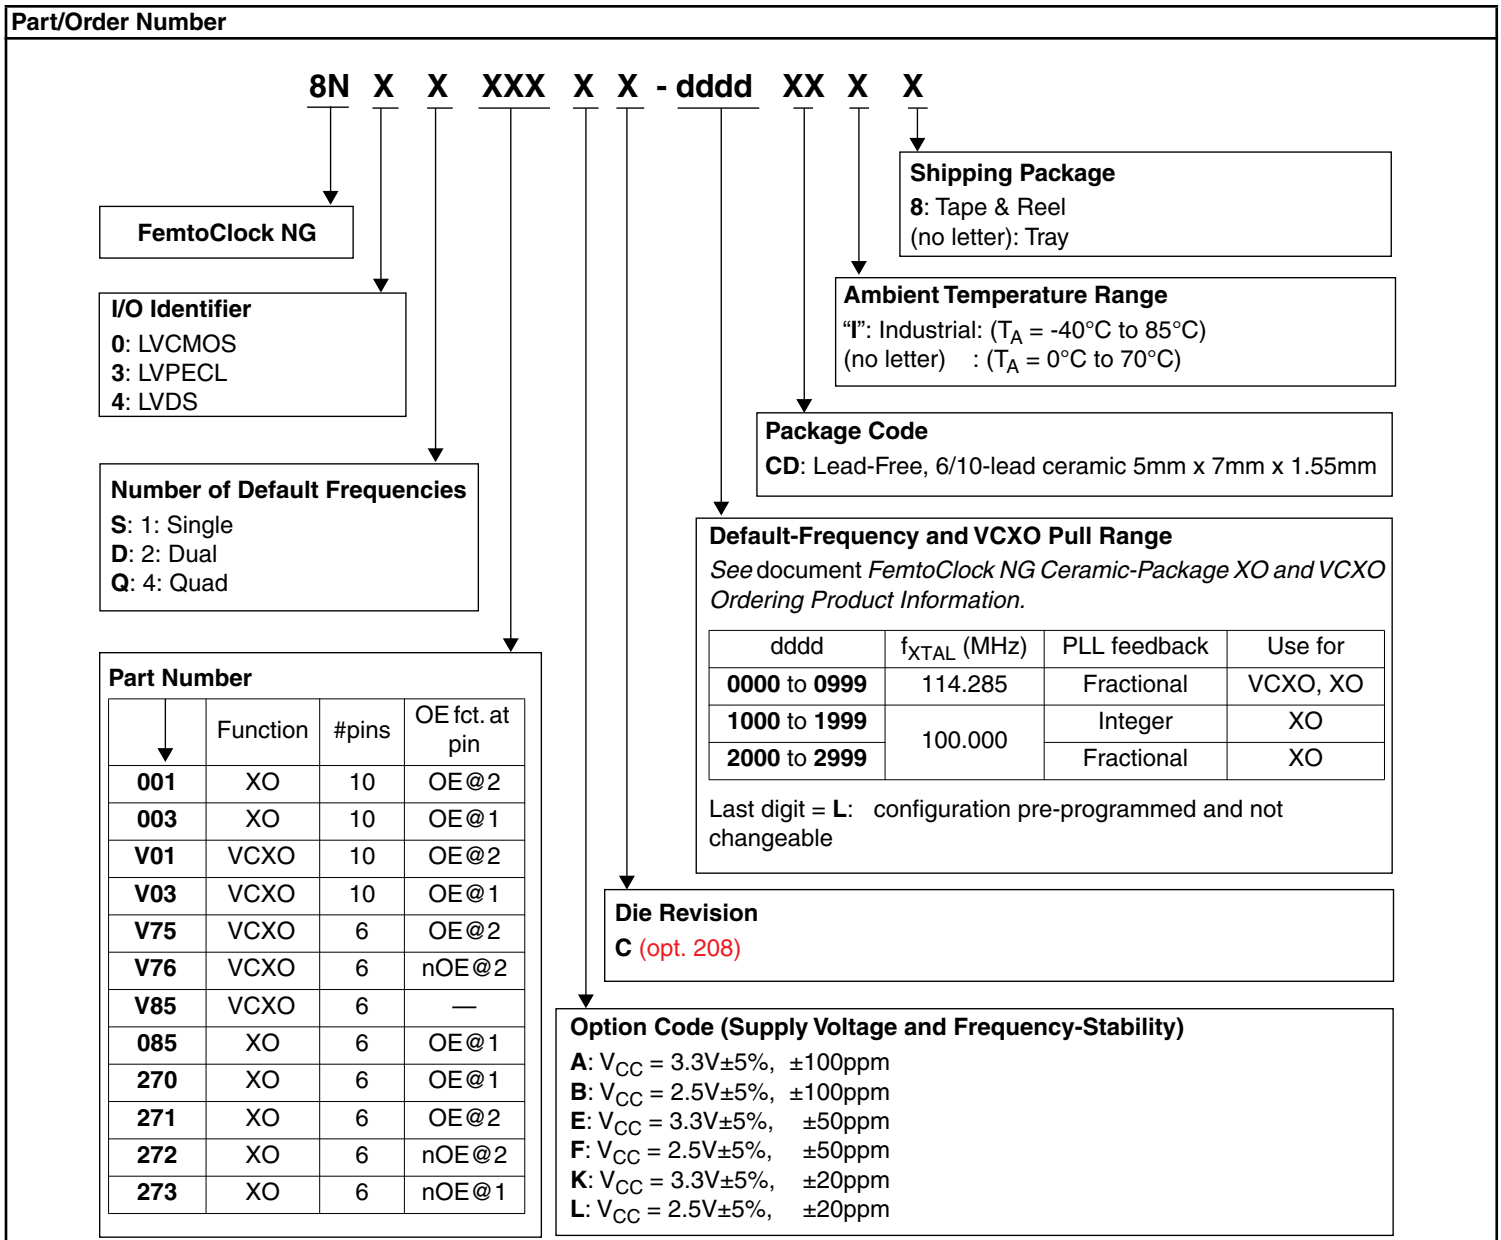 Part/Order Number
8N X X XXX X X - dddd XX X X
Shipping Package
8: Tape & Reel
(no letter): Tray
FemtoClock NG
Ambient Temperature Range
“I”: Industrial: (TA = -40°C to 85°C)
(no letter) : (TA = 0°C to 70°C)
I/O Identifier
0: LVCMOS
3: LVPECL
4: LVDS
Package Code
CD: Lead-Free, 6/10-lead ceramic 5mm x 7mm x 1.55mm
Number of Default Frequencies
S: 1: Single
D: 2: Dual
Q: 4: Quad
Default-Frequency and VCXO Pull Range
See document FemtoClock NG Ceramic-Package XO and VCXO
Ordering Product Information.
dddd fXTAL (MHz) PLL feedback Use for
0000 to 0999 114.285 Fractional VCXO, XO
1000 to 1999 100.000 Integer XO
2000 to 2999 Fractional XO
Last digit = L: configuration pre-programmed and not
changeable
Part Number
Function #pins OE fct. at
pin
001 XO 10 OE@2
003 XO 10 OE@1
V01 VCXO 10 OE@2
V03 VCXO 10 OE@1
V75 VCXO 6 OE@2
V76 VCXO 6 nOE@2
V85 VCXO 6 —
085 XO 6 OE@1
270 XO 6 OE@1
271 XO 6 OE@2
272 XO 6 nOE@2
273 XO 6 nOE@1
Die Revision
C (opt. 208)
Option Code (Supply Voltage and Frequency-Stability)
A: VCC = 3.3V±5%, ±100ppm
B: VCC = 2.5V±5%, ±100ppm
E: VCC = 3.3V±5%, ±50ppm
F: VCC = 2.5V±5%, ±50ppm
K: VCC = 3.3V±5%, ±20ppm
L: VCC = 2.5V±5%, ±20ppm